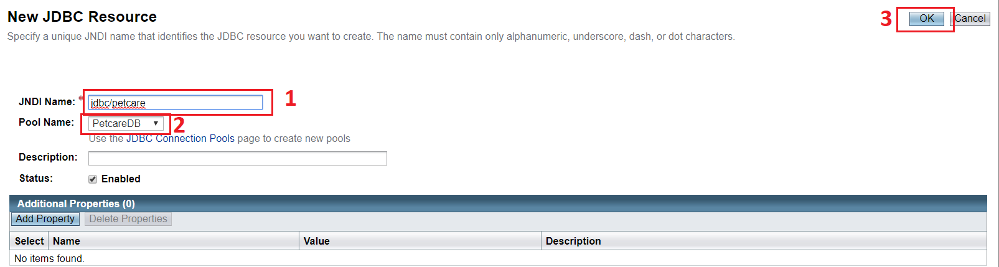 New JDBC Resource
3 OK Cancel
Specify a unique JNDI name that identifies the JDBC resource you want to create. The name must contain only alphanumeric, underscore, dash, or dot characters.
JNDI Name: * jdbc/petcare 1
Pool Name: PetcareDB 2
Use the JDBC Connection Pools page to create new pools
Description:
Status: Enabled
Additional Properties (0)
Add Property Delete Properties
Select Name Value Description
No items found.